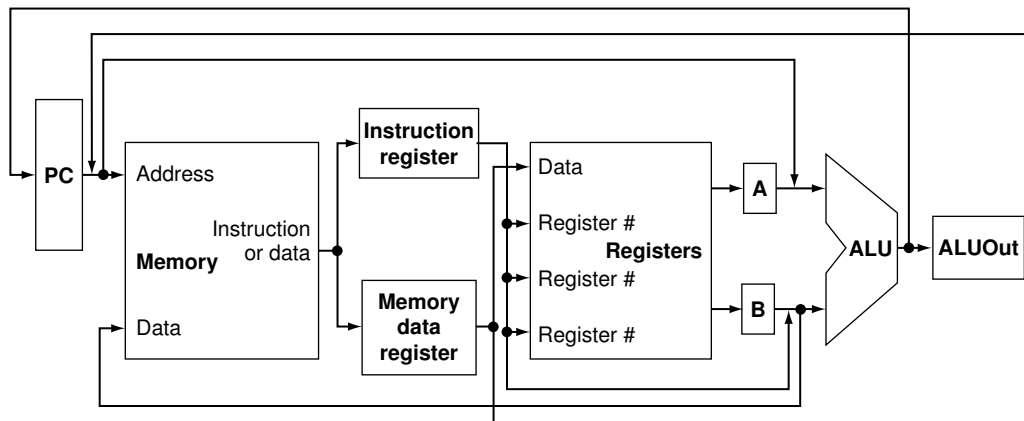 PC
Address
Memory
Instruction
or data
Data
Instruction
register
Memory
data
register
Data
Register #
Registers
Register #
Register #
A
B
ALU
ALUOut